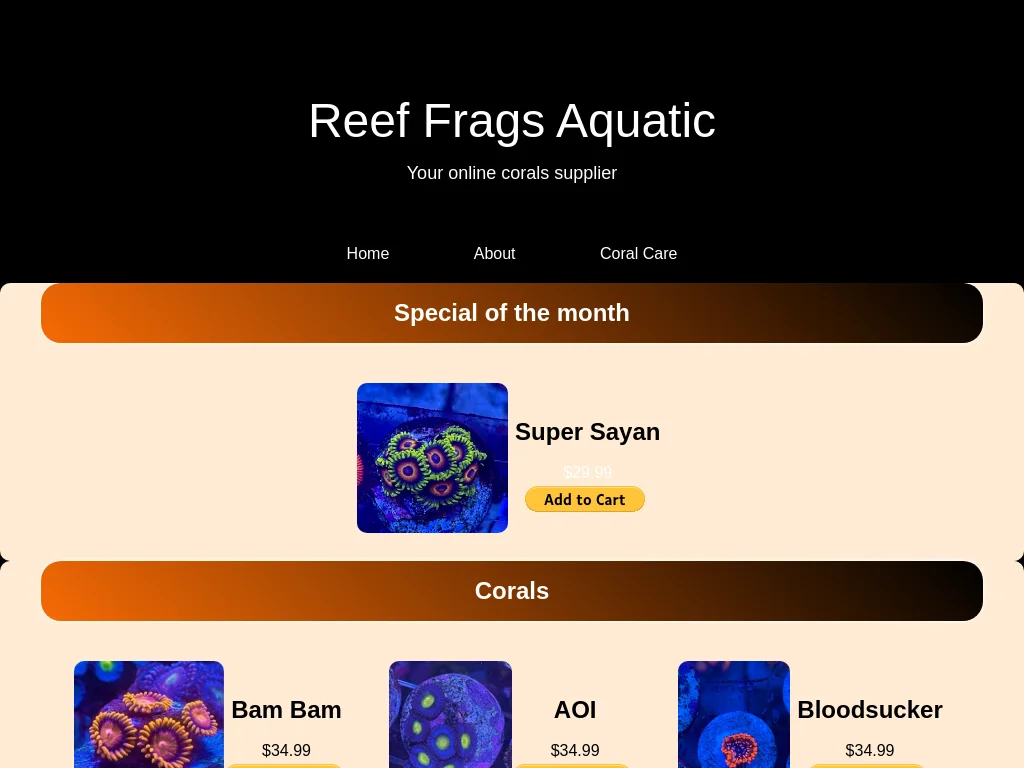 Reef Frags Aquatic
Your online corals supplier
Home About Coral Care
Special of the month
Super Sayan
$29.99
Add to Cart
Corals
Bam Bam
$34.99
AOI
$34.99
Bloodsucker
$34.99